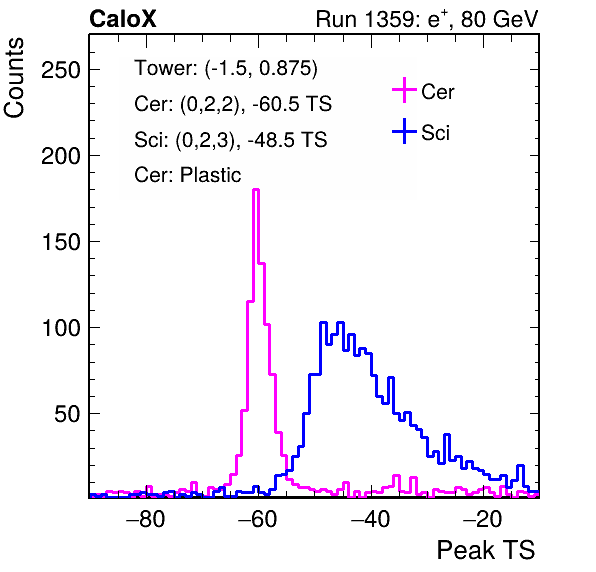 CaloX Run 1359: e⁺, 80 GeV
Counts
Tower: (-1.5, 0.875)
Cer: (0,2,2), -60.5 TS
Sci: (0,2,3), -48.5 TS
Cer: Plastic
Cer
Sci
250
200
150
100
50
−80 −60 −40 −20
Peak TS